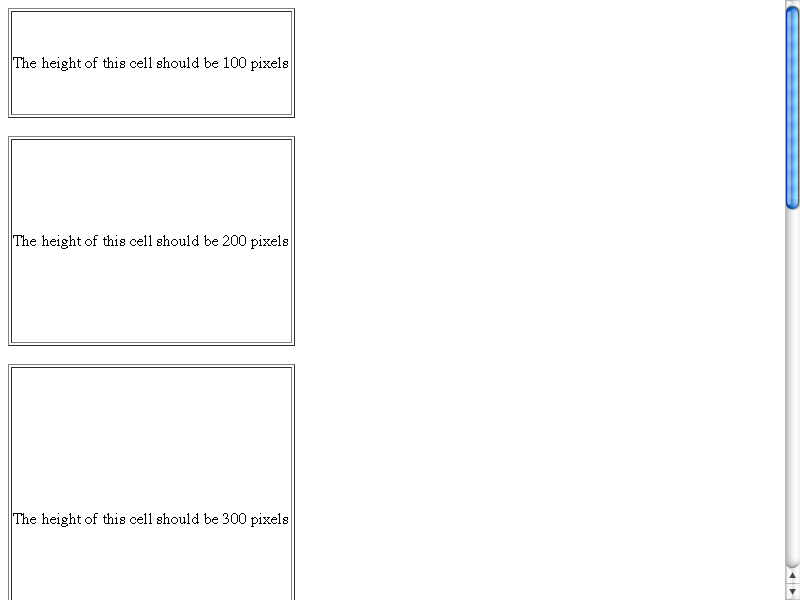 The height of this cell should be 100 pixels
The height of this cell should be 200 pixels
The height of this cell should be 300 pixels